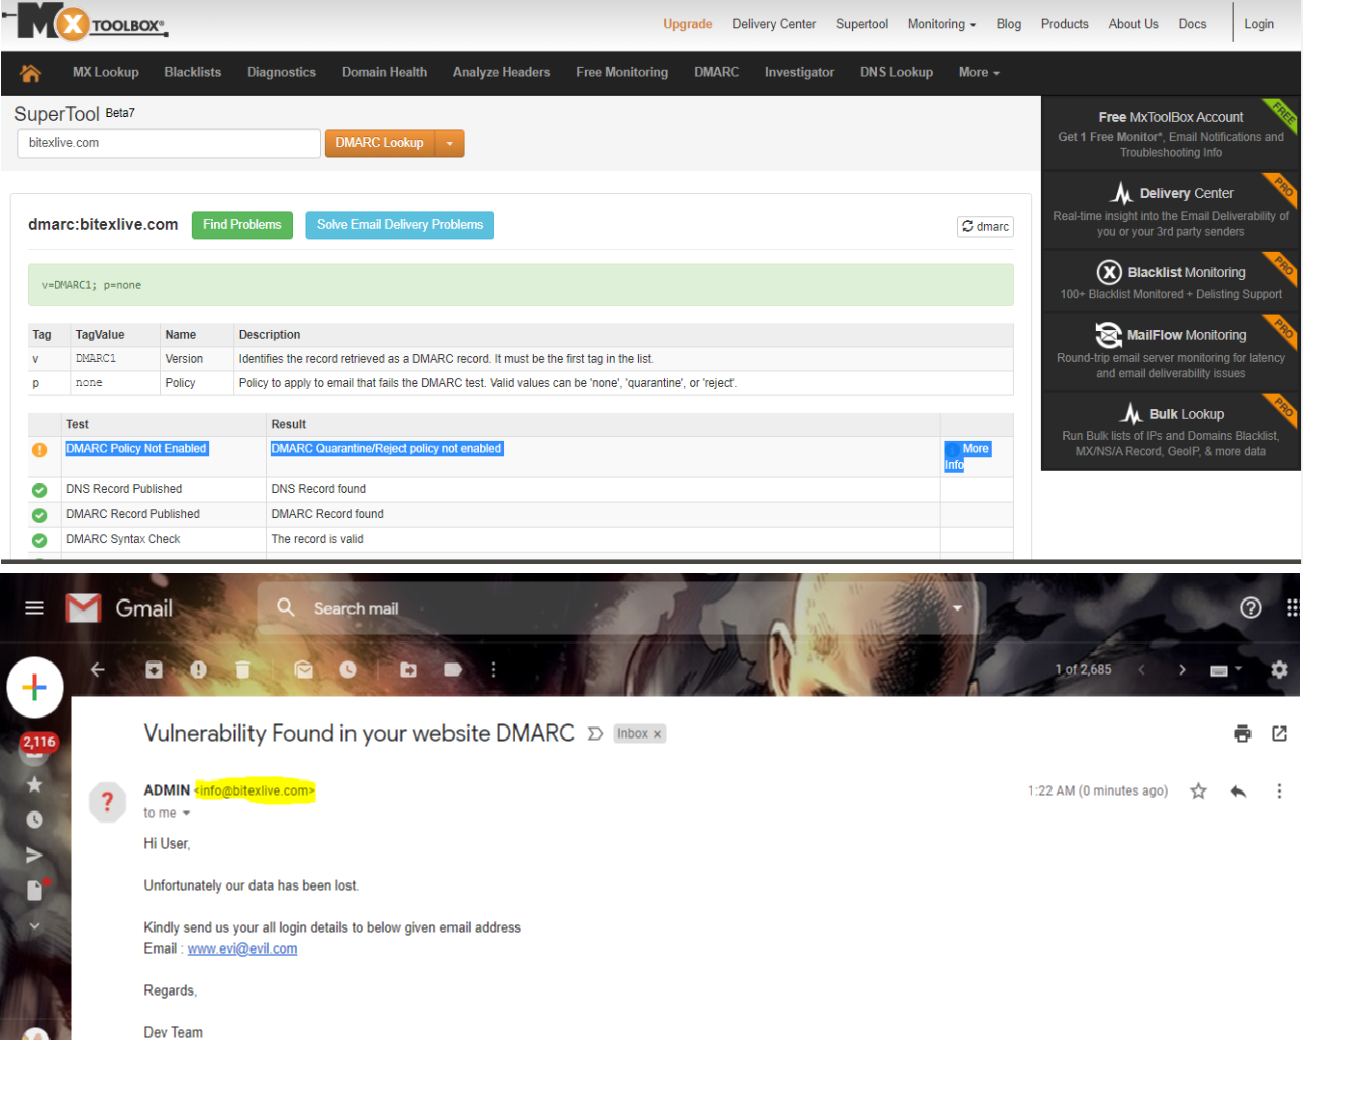 MX TOOLBOX®
Upgrade Delivery Center Supertool Monitoring Blog Products About Us Docs Login
MX Lookup Blacklists Diagnostics Domain Health Analyze Headers Free Monitoring DMARC Investigator DNS Lookup More
SuperTool Beta7
bitexlive.com DMARC Lookup
dmarc:bitexlive.com Find Problems Solve Email Delivery Problems dmarc
v=DMARC1; p=none
Tag TagValue Name Description
v DMARC1 Version Identifies the record retrieved as a DMARC record. It must be the first tag in the list.
p none Policy Policy to apply to email that fails the DMARC test. Valid values can be 'none', 'quarantine', or 'reject'.
Test Result
DMARC Policy Not Enabled DMARC Quarantine/Reject policy not enabled More
Info
DNS Record Published DNS Record found
DMARC Record Published DMARC Record found
DMARC Syntax Check The record is valid
Free MxToolBox Account FREE
Get 1 Free Monitor*, Email Notifications and
Troubleshooting Info
Delivery Center PRO
Real-time insight into the Email Deliverability of
you or your 3rd party senders
Blacklist Monitoring PRO
100+ Blacklist Monitored + Delisting Support
MailFlow Monitoring PRO
Round-trip email server monitoring for latency
and email deliverability issues
Bulk Lookup PRO
Run Bulk lists of IPs and Domains Blacklist,
MX/NS/A Record, GeoIP, & more data
Gmail Search mail
1 of 2,685
2,116
Vulnerability Found in your website DMARC Inbox x
ADMIN <info@bitexlive.com> 1:22 AM (0 minutes ago)
to me
Hi User,
Unfortunately our data has been lost.
Kindly send us your all login details to below given email address
Email : www.evi@evil.com
Regards,
Dev Team